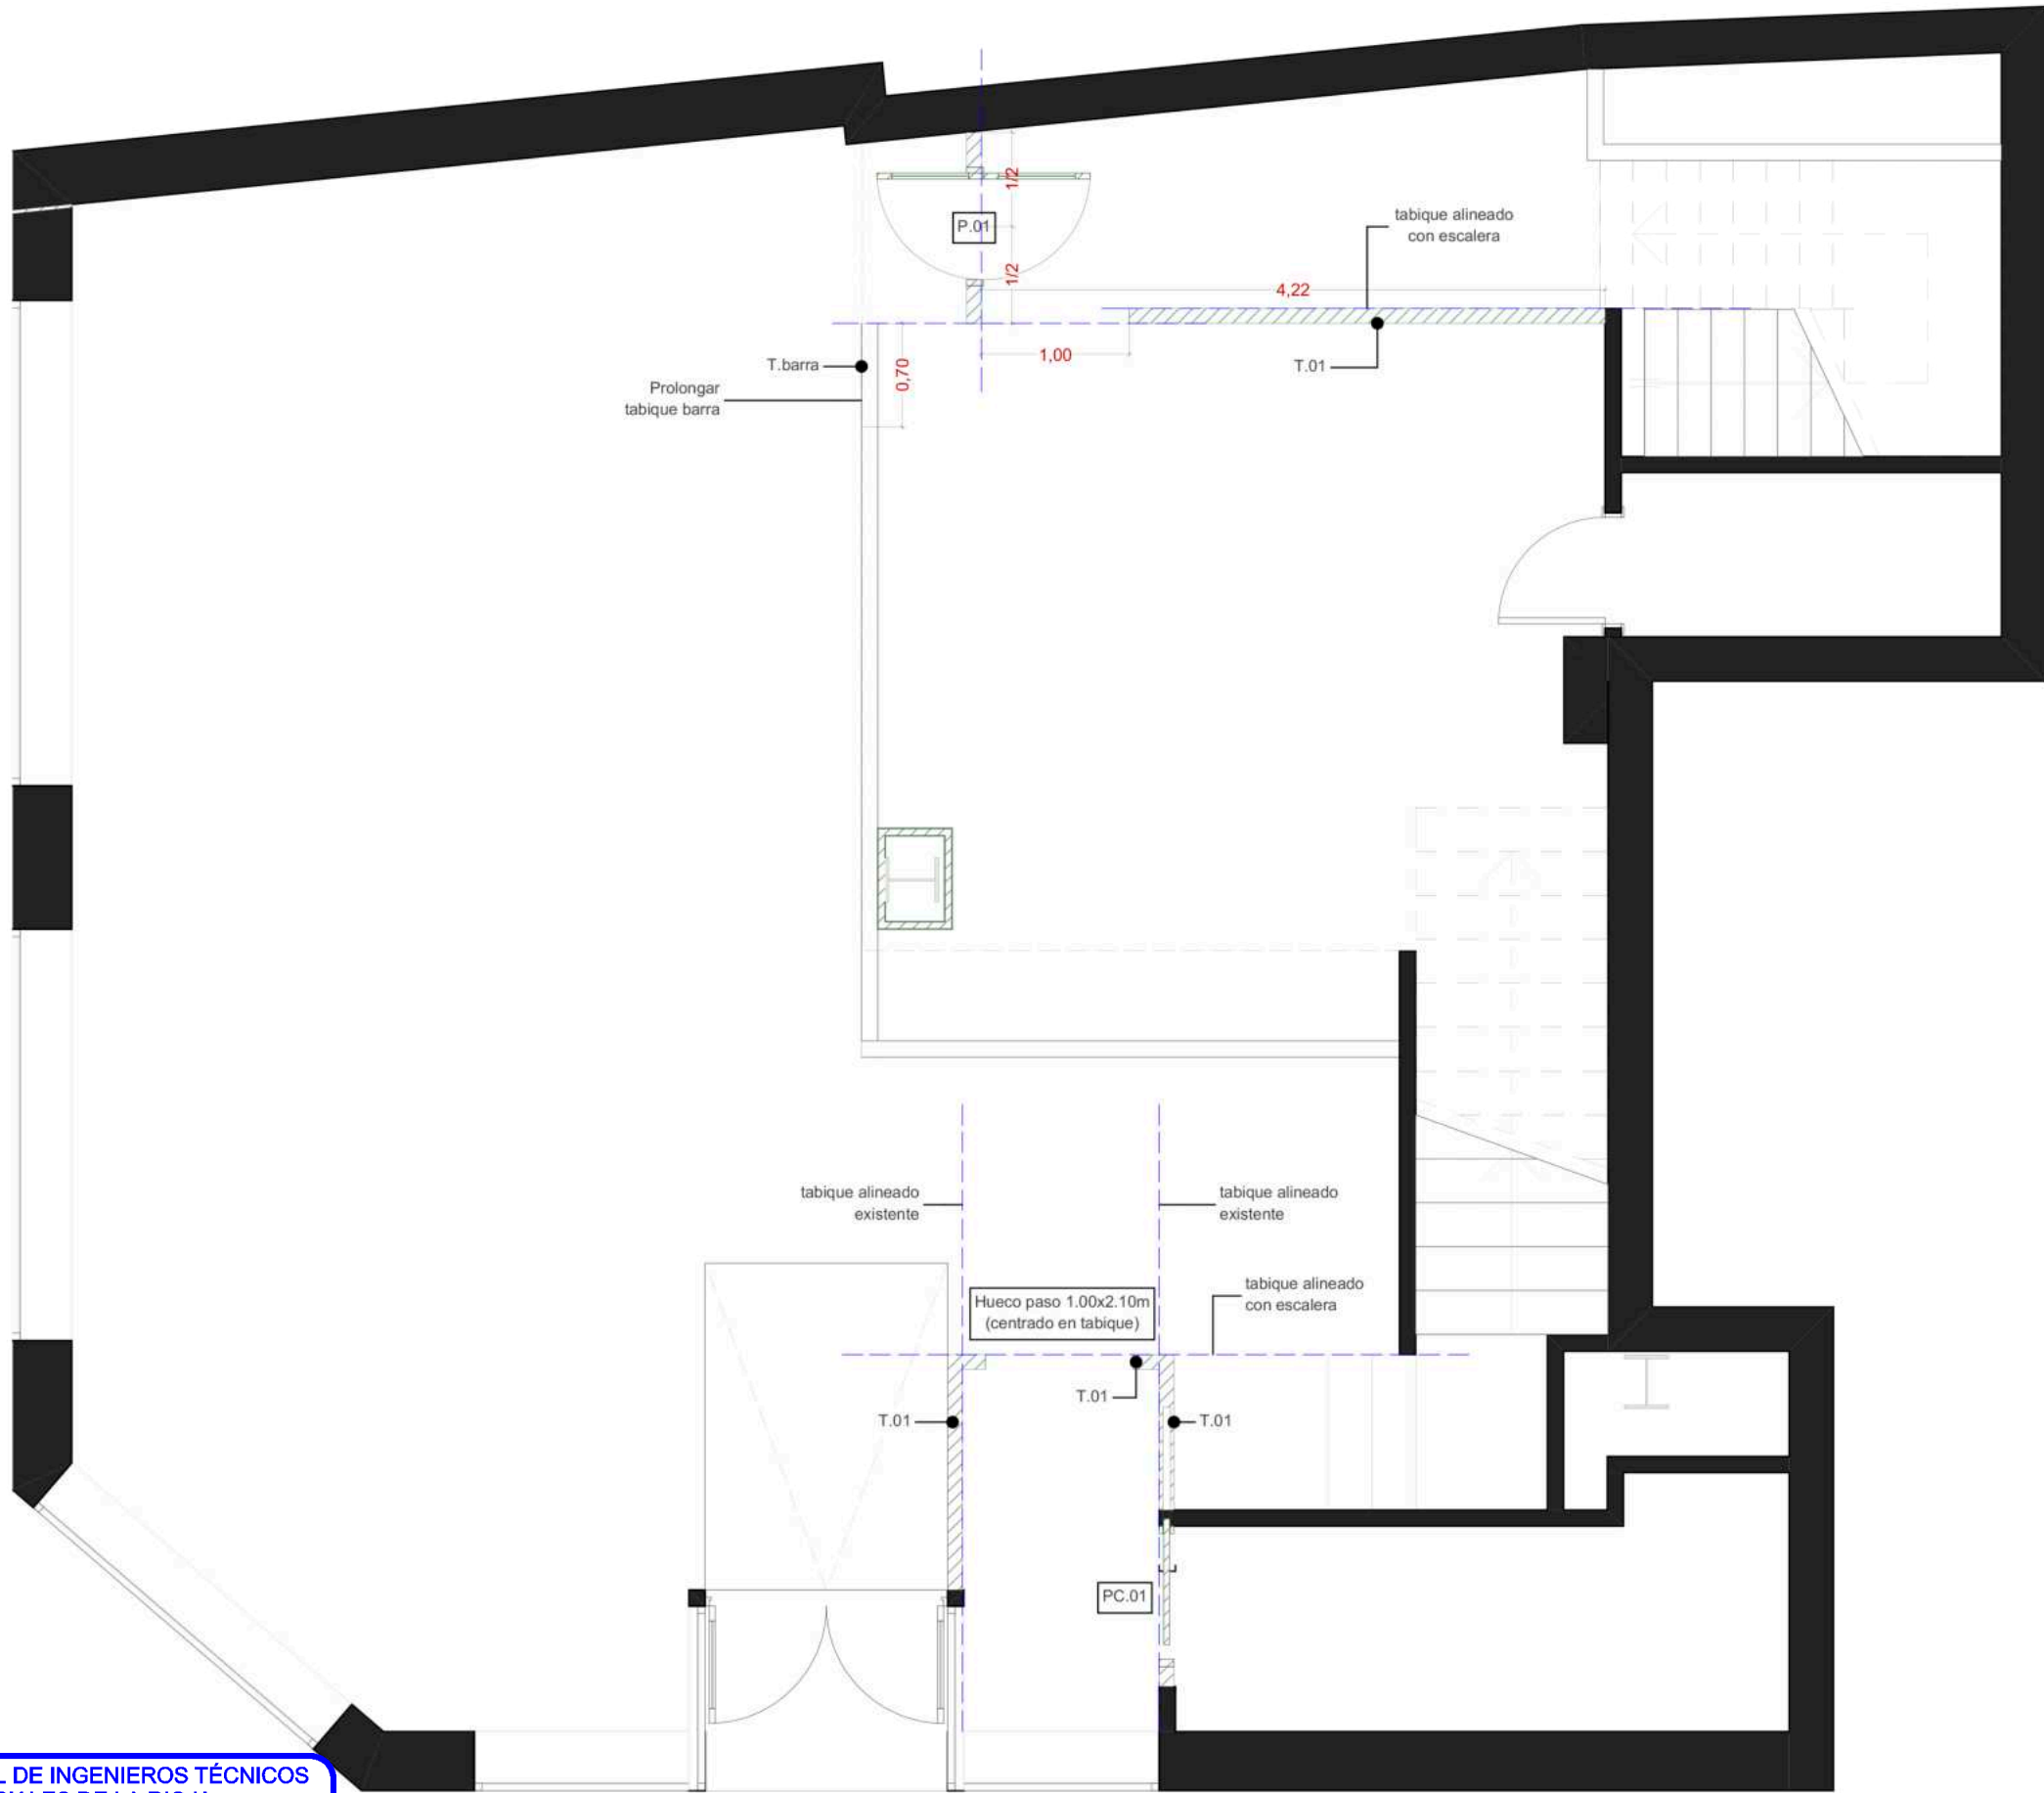 1/2
P.01
tabique alineado
con escalera
1/2
4,22
T.barra
0,70
1,00
T.01
Prolongar
tabique barra
tabique alineado
existente
tabique alineado
existente
Hueco paso 1.00x2.10m
(centrado en tabique)
tabique alineado
con escalera
T.01
T.01
T.01
PC.01
DE INGENIEROS TÉCNICOS